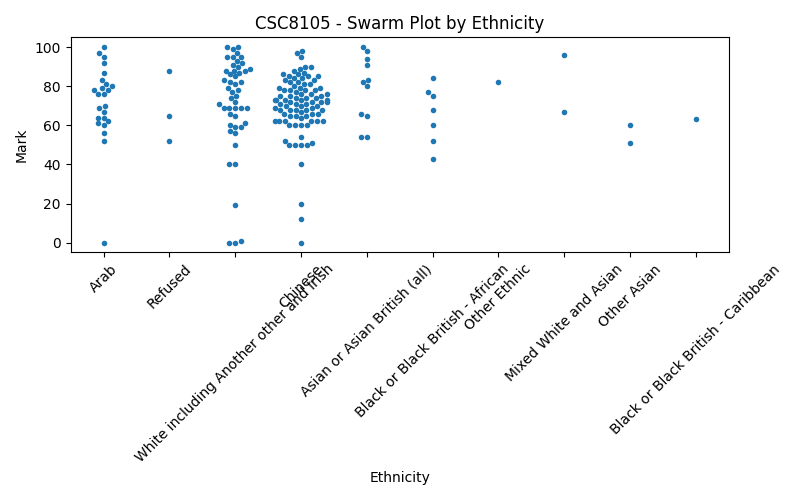 CSC8105 - Swarm Plot by Ethnicity
Mark
100
80
60
40
20
0
Arab
Refused
White including Another other and Irish
Chinese
Asian or Asian British (all)
Black or Black British - African
Other Ethnic
Mixed White and Asian
Other Asian
Black or Black British - Caribbean
Ethnicity